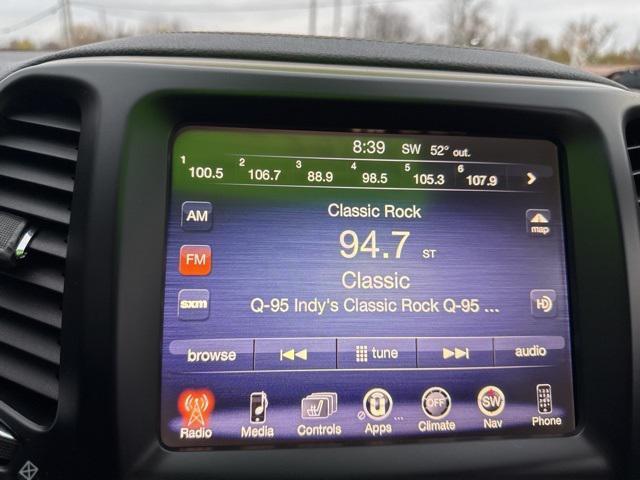 8:39 SW 52° out.
1 100.5 2 106.7 3 88.9 4 98.5 5 105.3 6 107.9
AM Classic Rock map
FM 94.7 ST
Classic
sxm Q-95 Indy's Classic Rock Q-95 ... HD
browse tune audio
OFF SW
Radio Media Controls Apps ... Climate Nav Phone